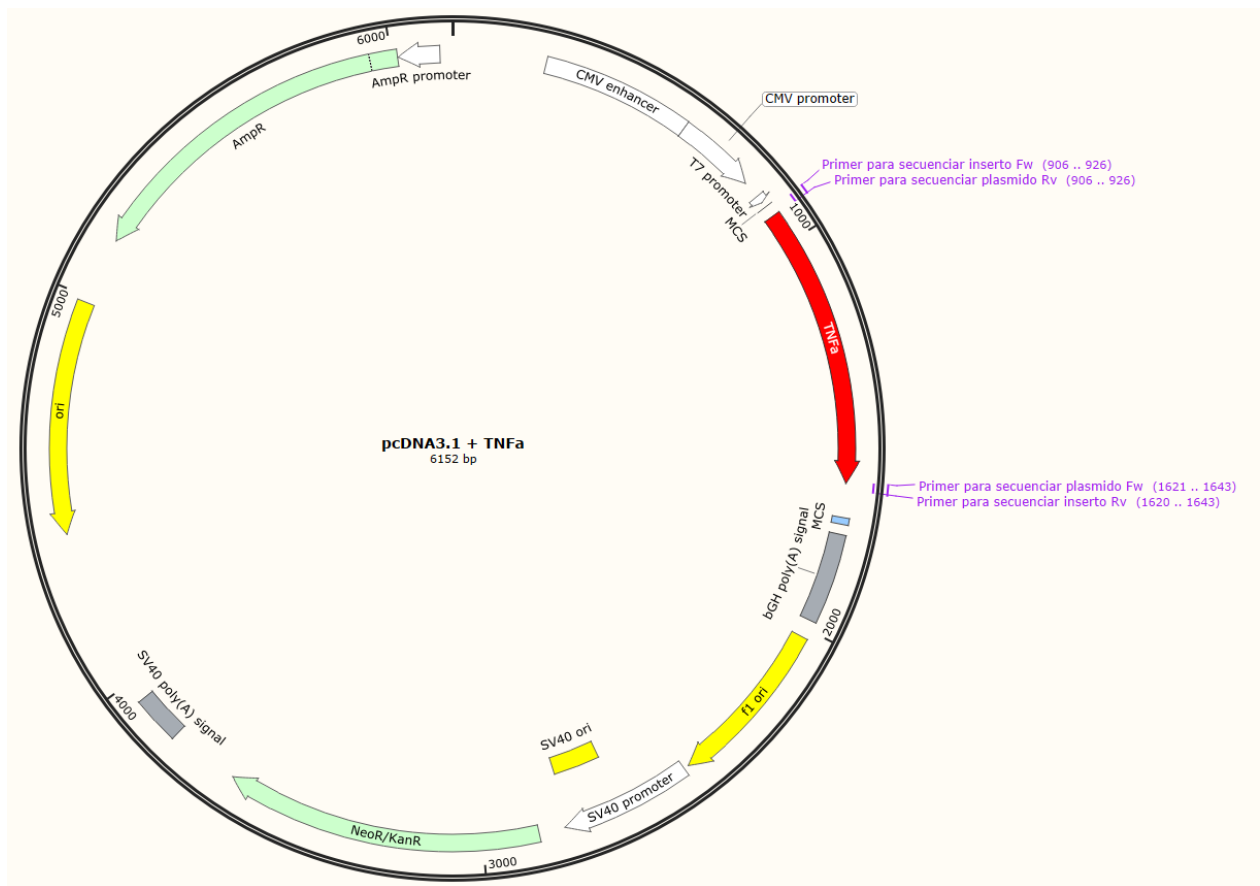 6000
AmpR promoter
CMV enhancer
CMV promoter
AmpR
T7 promoter
MCS
Primer para secuenciar inserto Fw (906 .. 926)
Primer para secuenciar plasmido Rv (906 .. 926)
1000
5000
TNFa
ori
pcDNA3.1 + TNFa
6152 bp
Primer para secuenciar plasmido Fw (1621 .. 1643)
Primer para secuenciar inserto Rv (1620 .. 1643)
MCS
bGH poly(A) signal
2000
SV40 poly(A) signal
4000
f1 ori
SV40 ori
SV40 promoter
NeoR/KanR
3000